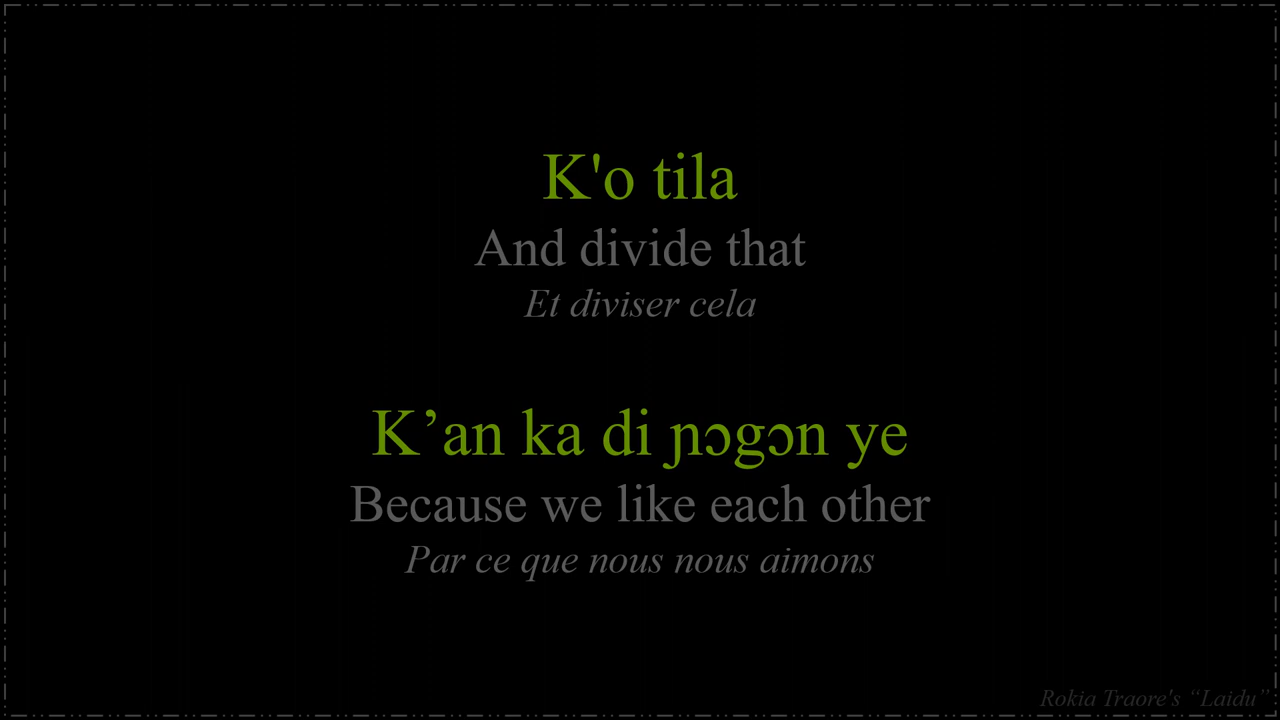 K'o tila
And divide that
Et diviser cela
K’an ka di ɲɔgɔn ye
Because we like each other
Par ce que nous nous aimons
Rokia Traore's “Laidu”